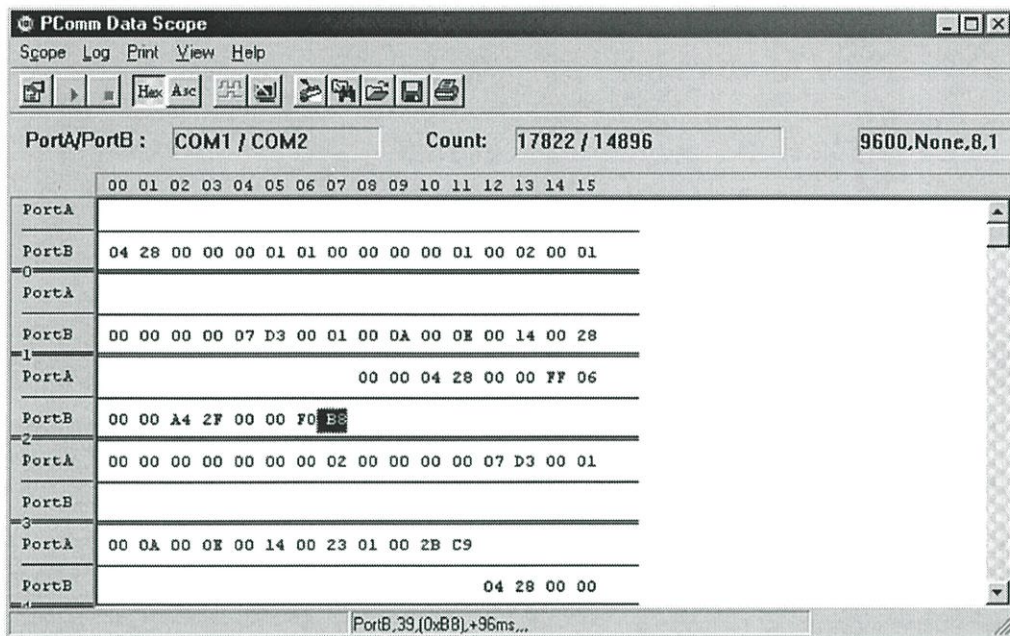 PComm Data Scope
Scope Log Print View Help
Hex Asc
PortA/PortB : COM1 / COM2 Count: 17822 / 14896 9600,None,8,1
00 01 02 03 04 05 06 07 08 09 10 11 12 13 14 15
PortA
PortB 04 28 00 00 00 01 01 00 00 00 00 01 00 02 00 01
0
PortA
PortB 00 00 00 00 07 D3 00 01 00 0A 00 0E 00 14 00 28
1
PortA 00 00 04 28 00 00 FF 06
PortB 00 00 A4 2F 00 00 F0 B8
2
PortA 00 00 00 00 00 00 00 02 00 00 00 00 07 D3 00 01
PortB
3
PortA 00 0A 00 0E 00 14 00 23 01 00 2B C9
PortB 04 28 00 00
4
PortB,39,(0xB8),+96ms,,,